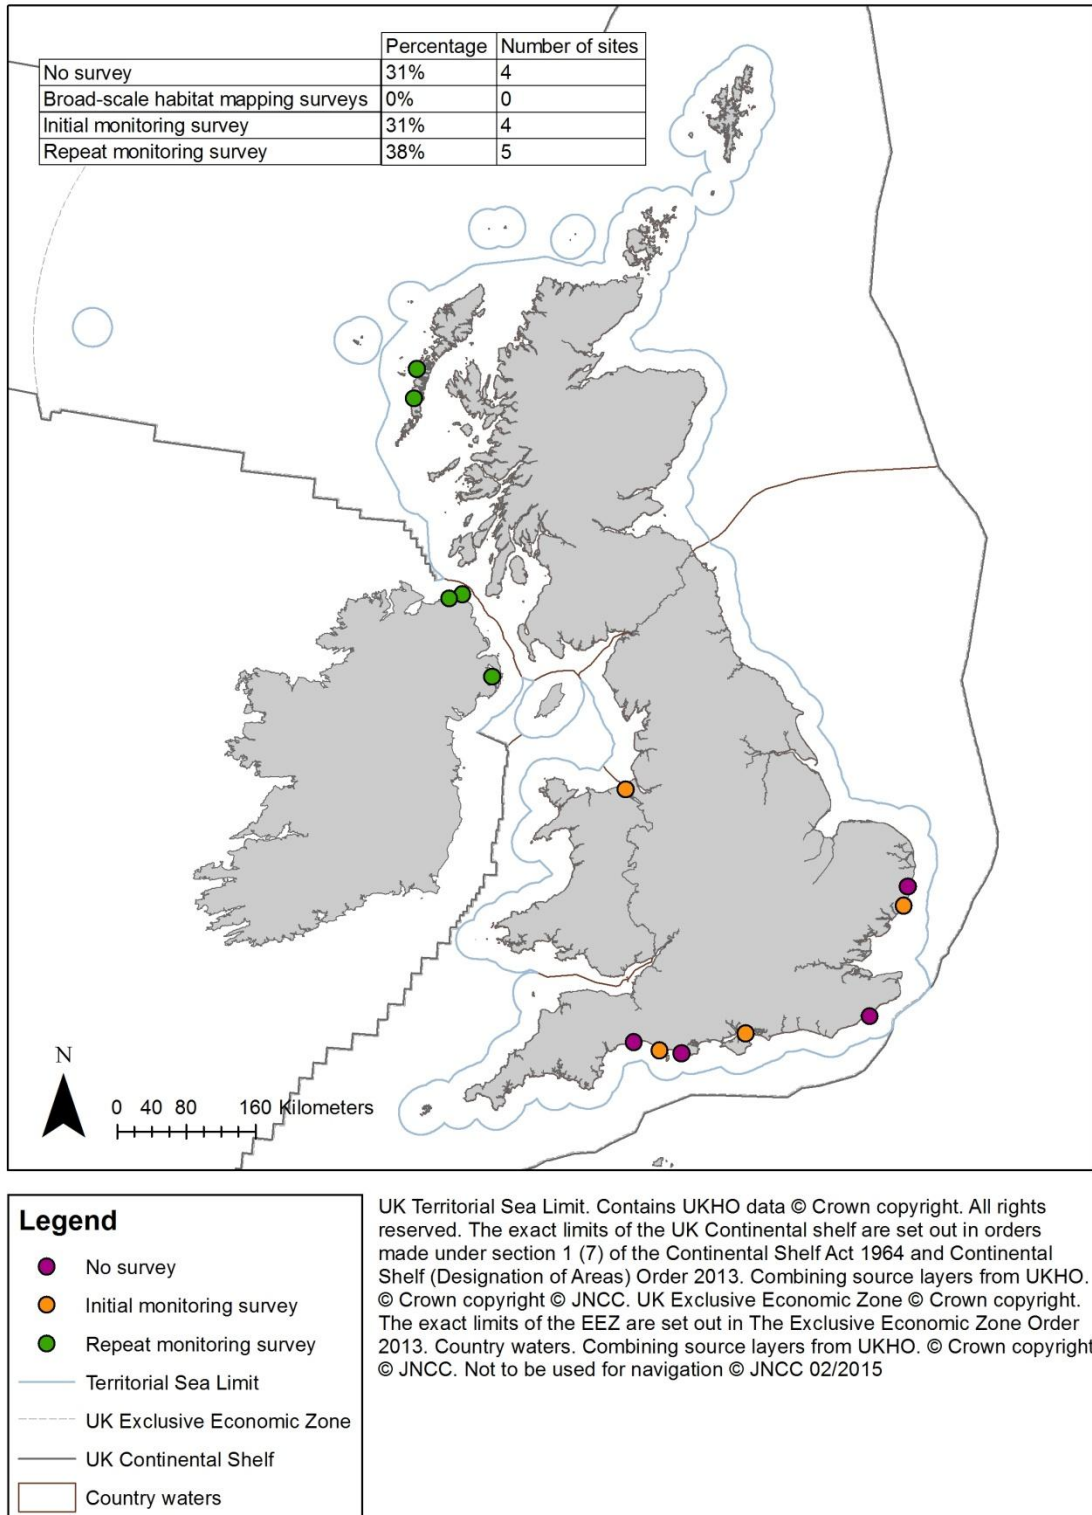 Percentage Number of sites
No survey 31% 4
Broad-scale habitat mapping surveys 0% 0
Initial monitoring survey 31% 4
Repeat monitoring survey 38% 5
N
0 40 80 160 Kilometers
Legend
No survey
Initial monitoring survey
Repeat monitoring survey
Territorial Sea Limit
UK Exclusive Economic Zone
UK Continental Shelf
Country waters
UK Territorial Sea Limit. Contains UKHO data © Crown copyright. All rights
reserved. The exact limits of the UK Continental shelf are set out in orders
made under section 1 (7) of the Continental Shelf Act 1964 and Continental
Shelf (Designation of Areas) Order 2013. Combining source layers from UKHO.
© Crown copyright © JNCC. UK Exclusive Economic Zone © Crown copyright.
The exact limits of the EEZ are set out in The Exclusive Economic Zone Order
2013. Country waters. Combining source layers from UKHO. © Crown copyright
© JNCC. Not to be used for navigation © JNCC 02/2015